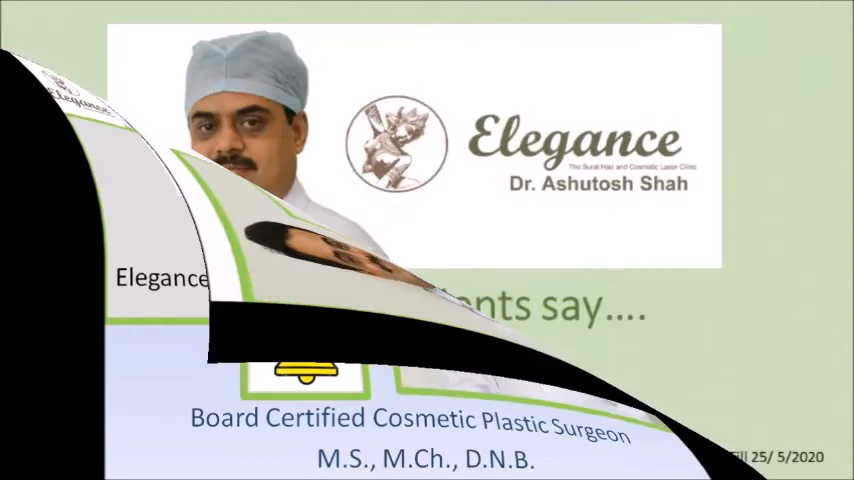 Elegance
The Surat Hair and Cosmetic Laser Clinic
Dr. Ashutosh Shah
Elegance
Elegance
say....
Board Certified Cosmetic Plastic Surgeon
M.S., M.Ch., D.N.B.
25/ 5/2020